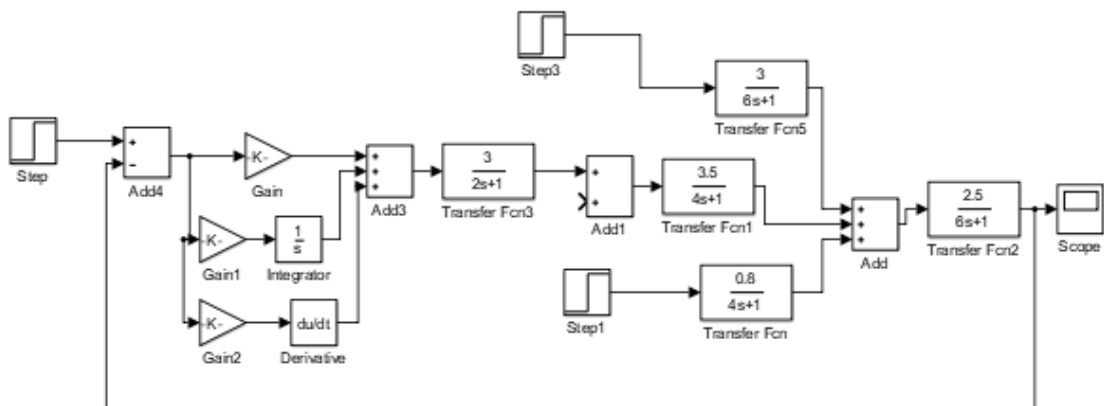 Step3
3
6s+1
Transfer Fcn5
Step
+
−
Add4
-K-
Gain
+
+
+
Add3
3
2s+1
Transfer Fcn3
+
+
Add1
3.5
4s+1
Transfer Fcn1
+
+
+
Add
2.5
6s+1
Transfer Fcn2
Scope
-K-
Gain1
1
s
Integrator
Step1
0.8
4s+1
Transfer Fcn
-K-
Gain2
du/dt
Derivative